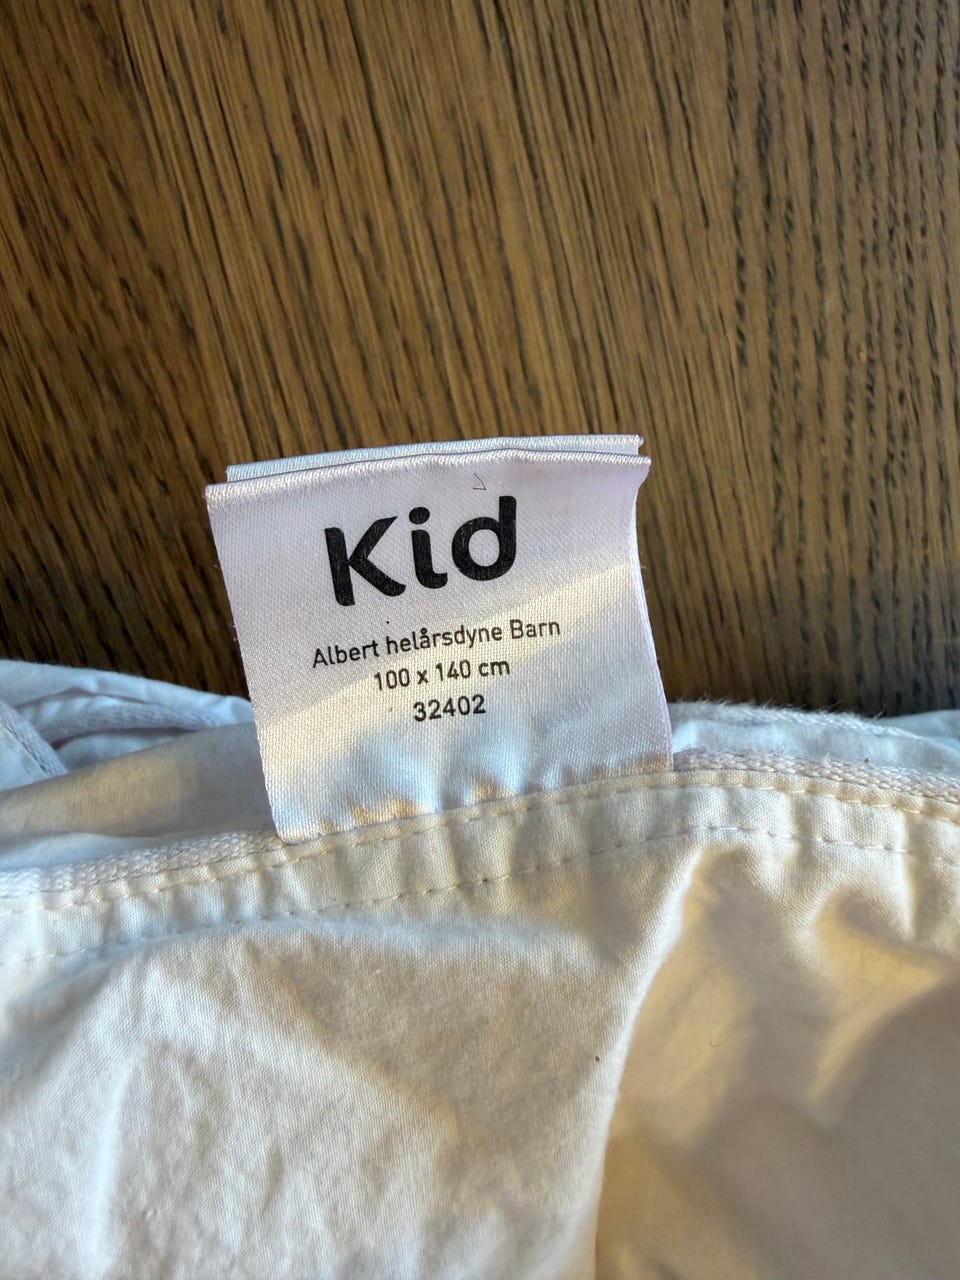 Kid
Albert helårsdyne Barn
100 x 140 cm
32402